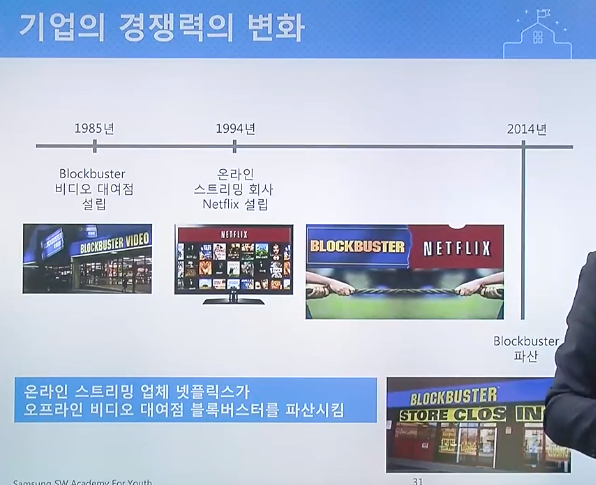 기업의 경쟁력의 변화
1985년
1994년
2014년
Blockbuster
비디오 대여점
설립
온라인
스트리밍 회사
Netflix 설립
BLOCKBUSTER VIDEO
NETFLIX
BLOCKBUSTER
NETFLIX
Blockbuster
파산
온라인 스트리밍 업체 넷플릭스가
오프라인 비디오 대여점 블록버스터를 파산시킴
BLOCKBUSTER
STORE CLOS IN
Samsung SW Academy For Youth
31